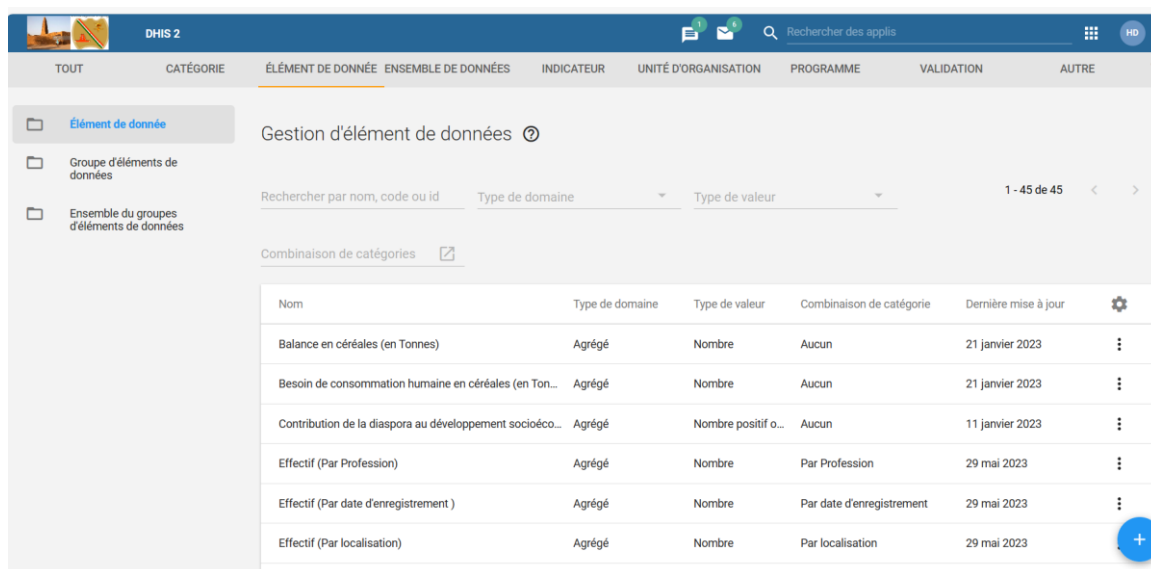 DHIS 2
1
6
Rechercher des applis
HD
TOUT CATÉGORIE ÉLÉMENT DE DONNÉE ENSEMBLE DE DONNÉES INDICATEUR UNITÉ D'ORGANISATION PROGRAMME VALIDATION AUTRE
Élément de donnée
Groupe d'éléments de
données
Ensemble du groupes
d'éléments de données
Gestion d'élément de données
Rechercher par nom, code ou id Type de domaine Type de valeur 1 - 45 de 45
Combinaison de catégories
Nom Type de domaine Type de valeur Combinaison de catégorie Dernière mise à jour
Balance en céréales (en Tonnes) Agrégé Nombre Aucun 21 janvier 2023
Besoin de consommation humaine en céréales (en Ton... Agrégé Nombre Aucun 21 janvier 2023
Contribution de la diaspora au développement socioéco... Agrégé Nombre positif o... Aucun 11 janvier 2023
Effectif (Par Profession) Agrégé Nombre Par Profession 29 mai 2023
Effectif (Par date d'enregistrement ) Agrégé Nombre Par date d'enregistrement 29 mai 2023
Effectif (Par localisation) Agrégé Nombre Par localisation 29 mai 2023